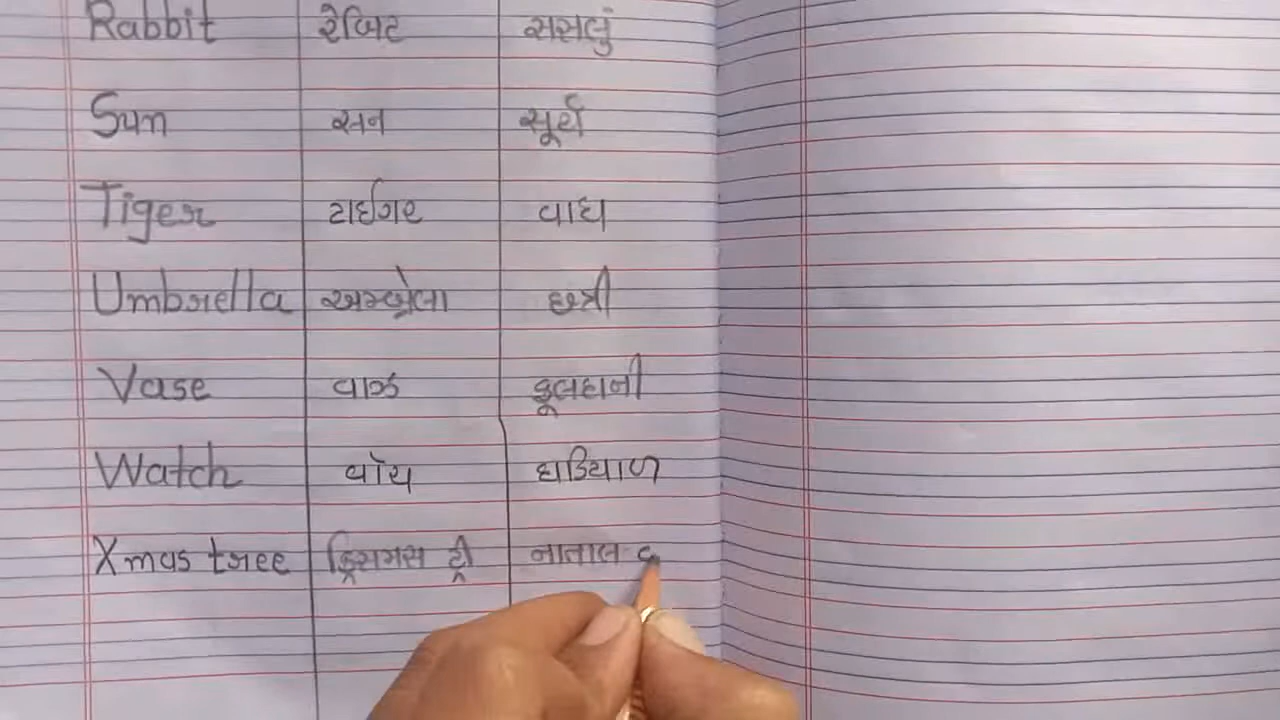 Rabbit રેબિટ સસલું
Sun સન સૂર્ય
Tiger ટાઈગર વાઘ
Umbrella અમ્બ્રેલા છત્રી
Vase વાઝ ફૂલદાની
Watch વૉચ ઘડિયાળ
Xmas tree ક્રિસમસ ટ્રી નાતાલ